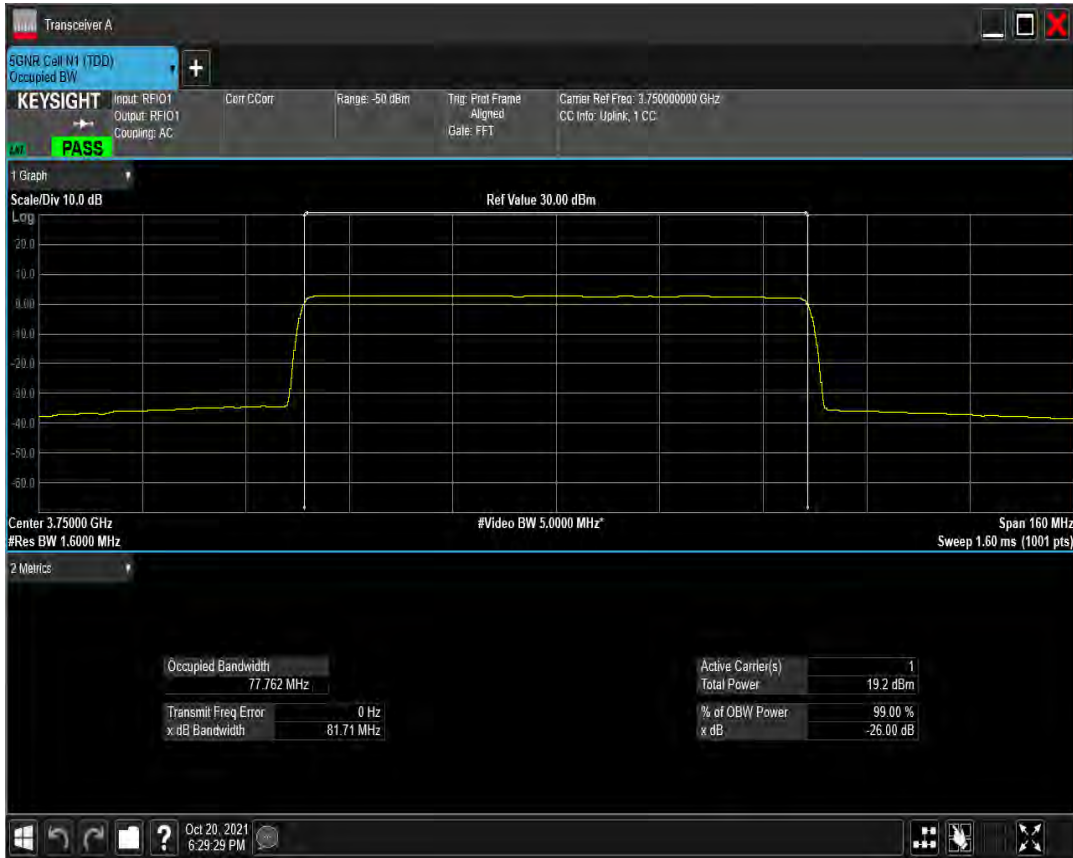 Transceiver A
5GNR Cell N1 (TDD)
Occupied BW
+
KEYSIGHT
PASS
Input: RFIO1
Output: RFIO1
Coupling: AC
Corr CCorr
Range: -50 dBm
Trig: Prot Frame
Aligned
Gate: FFT
Carrier Ref Freq: 3.750000000 GHz
CC Info: Uplink, 1 CC
1 Graph
Scale/Div 10.0 dB
Ref Value 30.00 dBm
Log
20.0
10.0
0.00
-10.0
-20.0
-30.0
-40.0
-50.0
-60.0
Center 3.75000 GHz
#Video BW 5.0000 MHz*
Span 160 MHz
#Res BW 1.6000 MHz
Sweep 1.60 ms (1001 pts)
2 Metrics
Occupied Bandwidth
77.762 MHz
Transmit Freq Error 0 Hz
x dB Bandwidth 81.71 MHz
Active Carrier(s) 1
Total Power 19.2 dBm
% of OBW Power 99.00 %
x dB -26.00 dB
?
Oct 20, 2021
6:29:29 PM